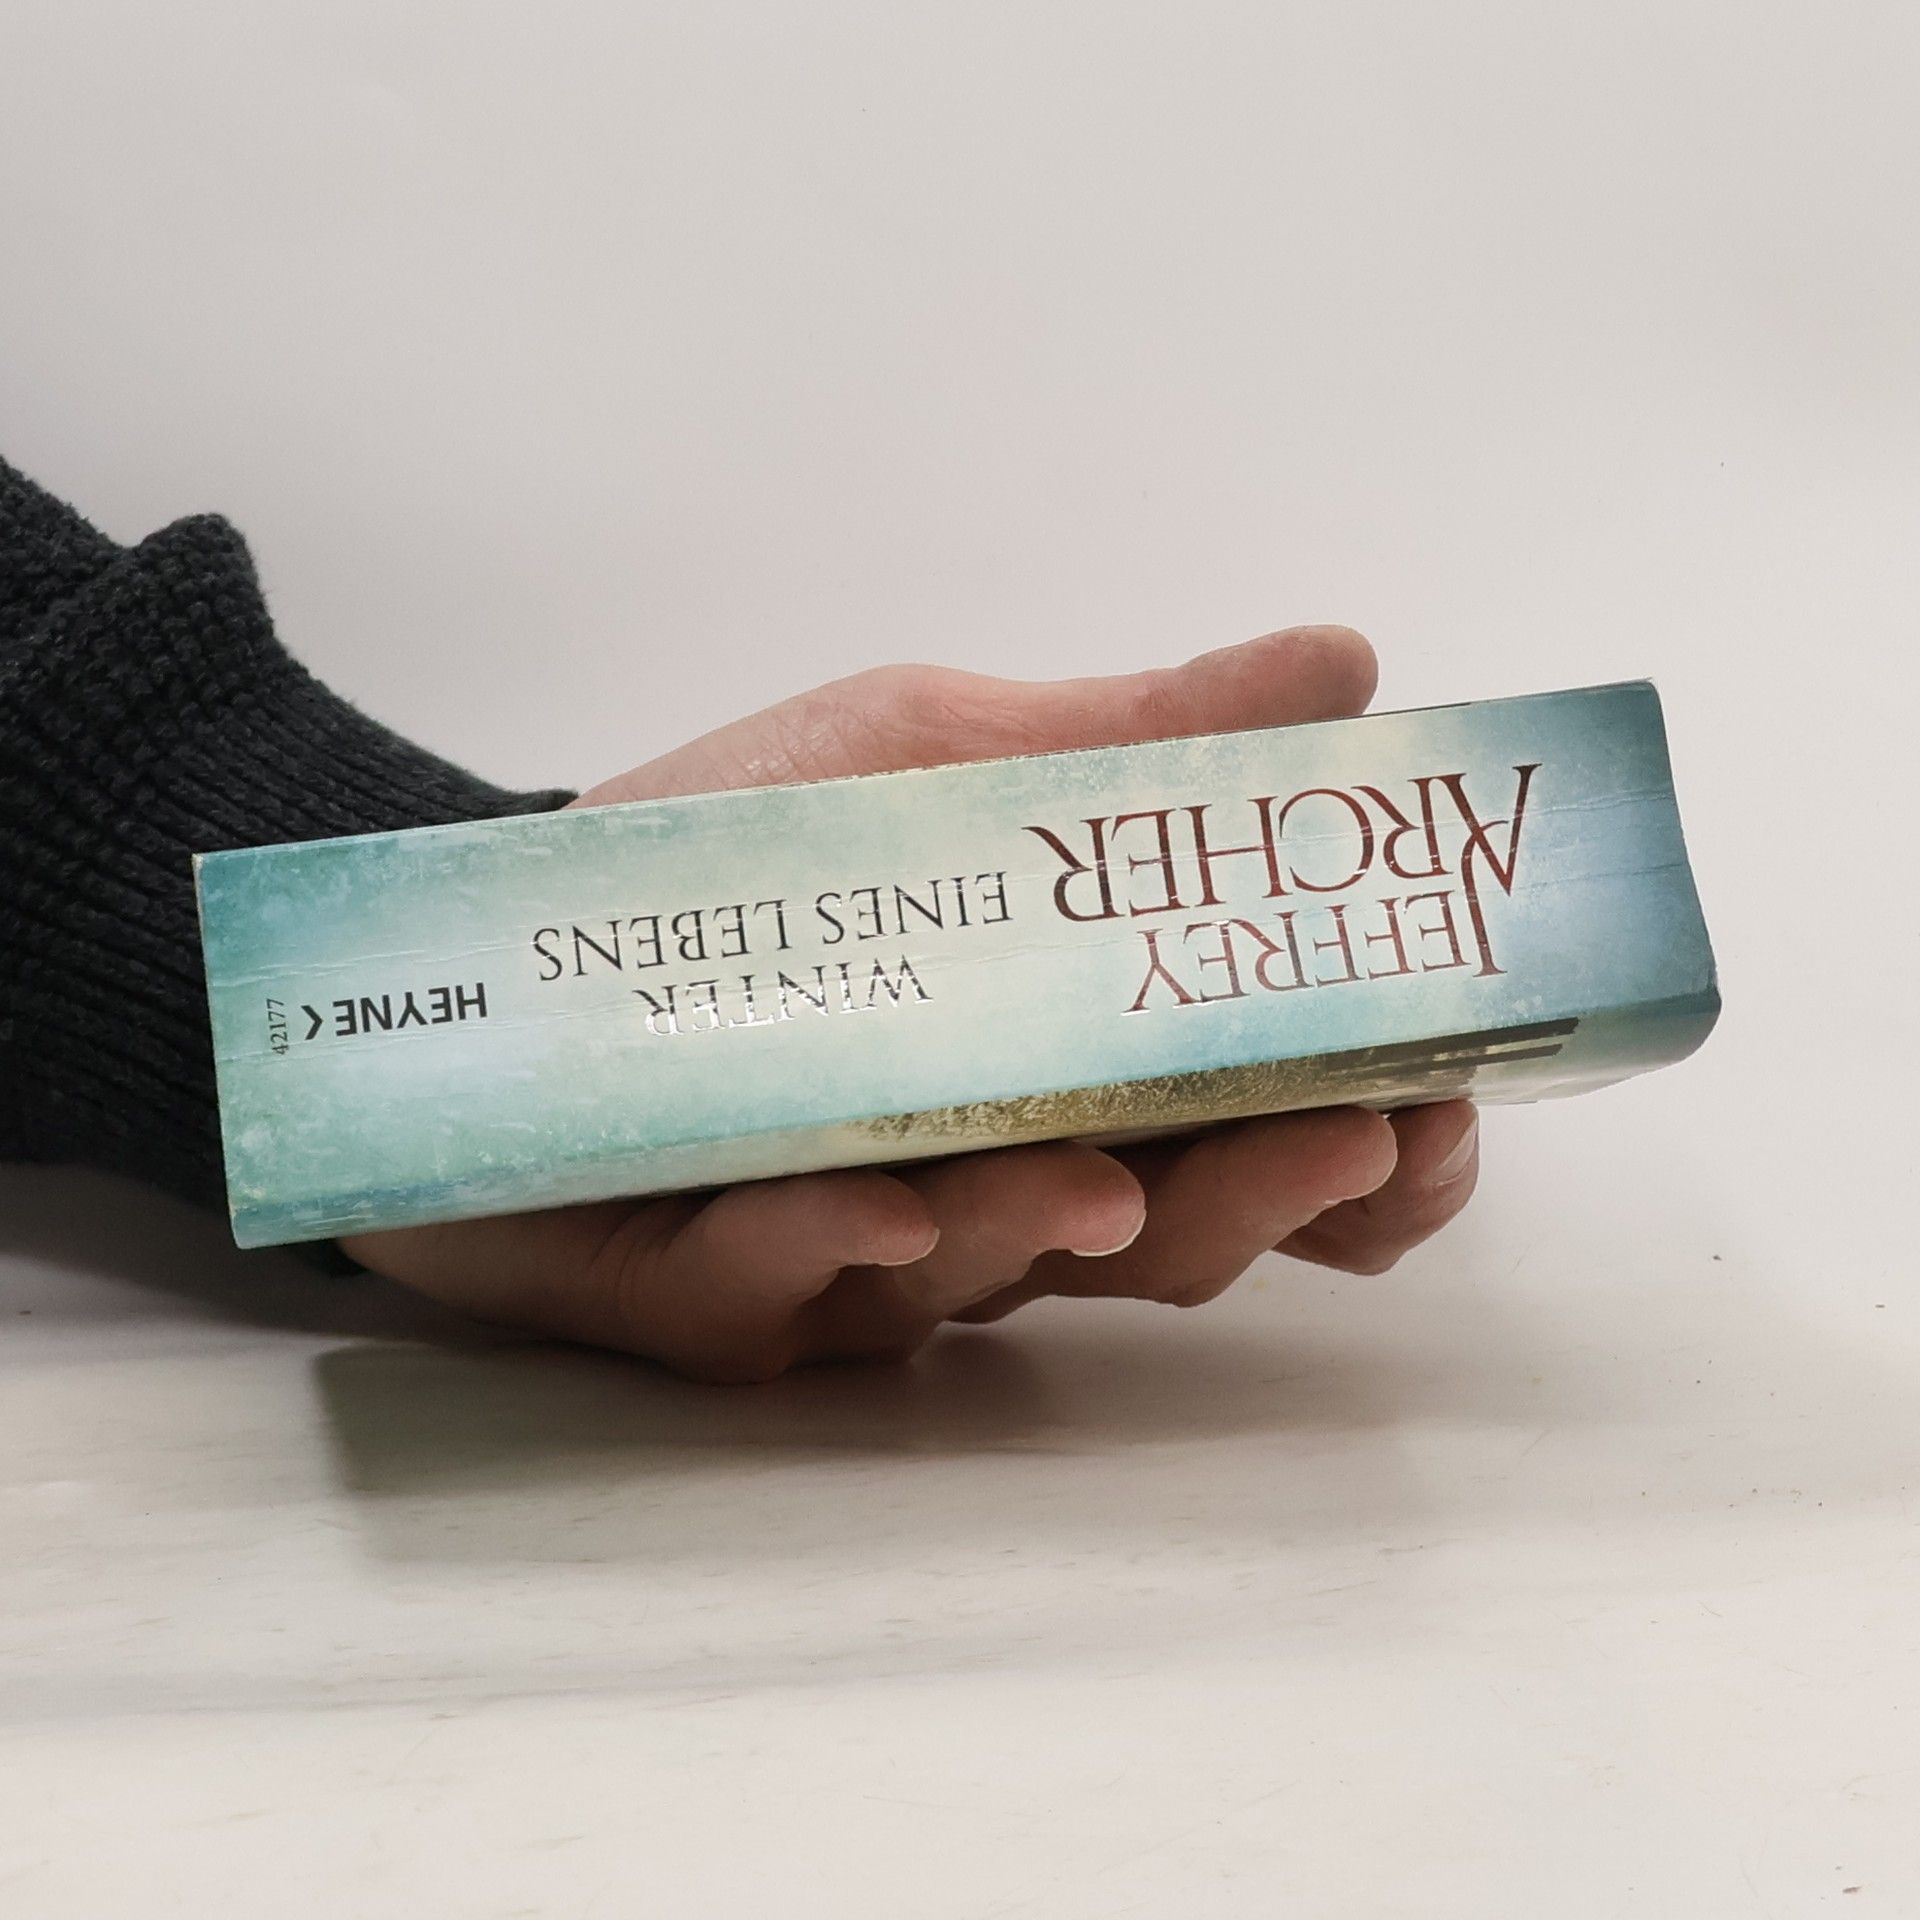 JEFFREY
ARCHER
WINTER
EINES LEBENS
HEYNE <
42177